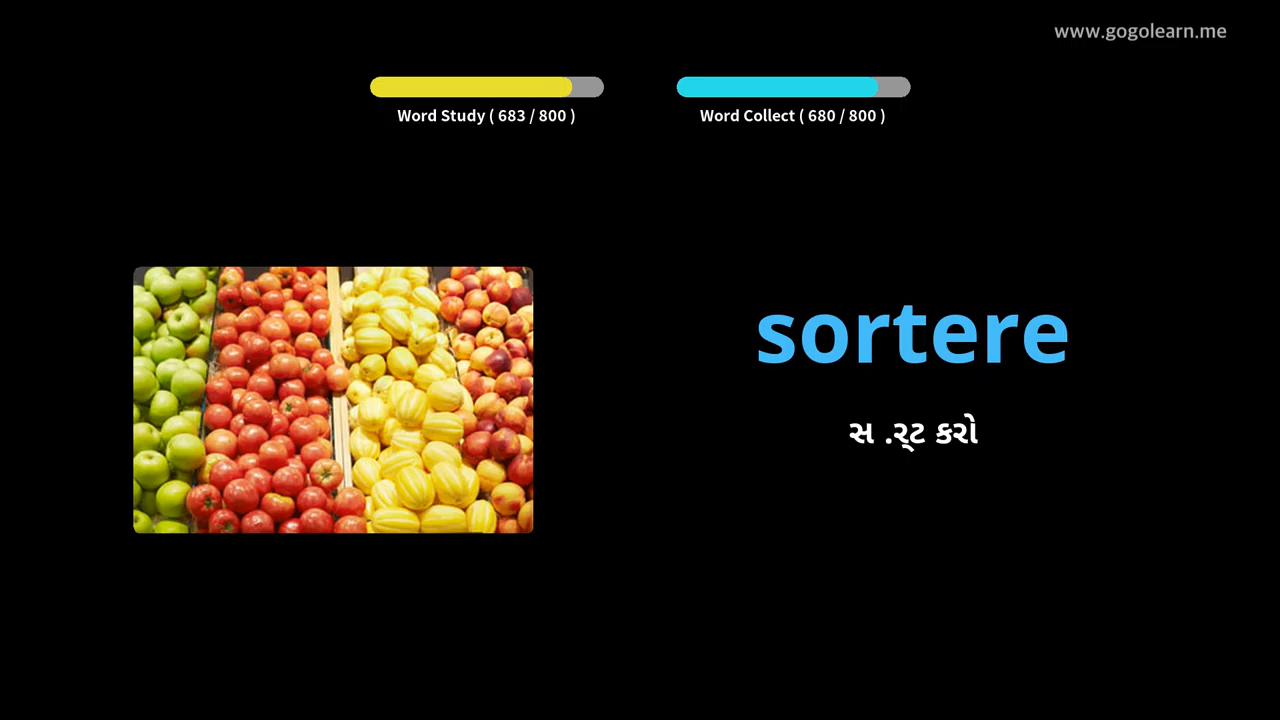 www.gogolearn.me
Word Study ( 683 / 800 )
Word Collect ( 680 / 800 )
sortere
સ .ર્ટ કરો